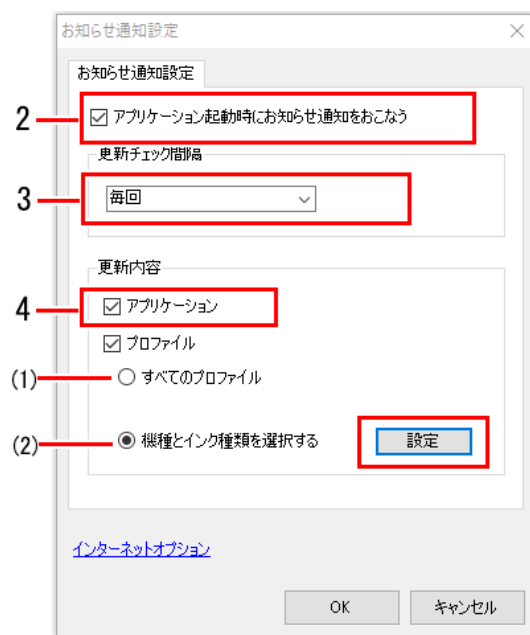 お知らせ通知設定
お知らせ通知設定
2
アプリケーション起動時にお知らせ通知をおこなう
更新チェック間隔
3
毎回
更新内容
4
アプリケーション
プロファイル
(1)
すべてのプロファイル
(2)
機種とインク種類を選択する
設定
インターネットオプション
OK
キャンセル